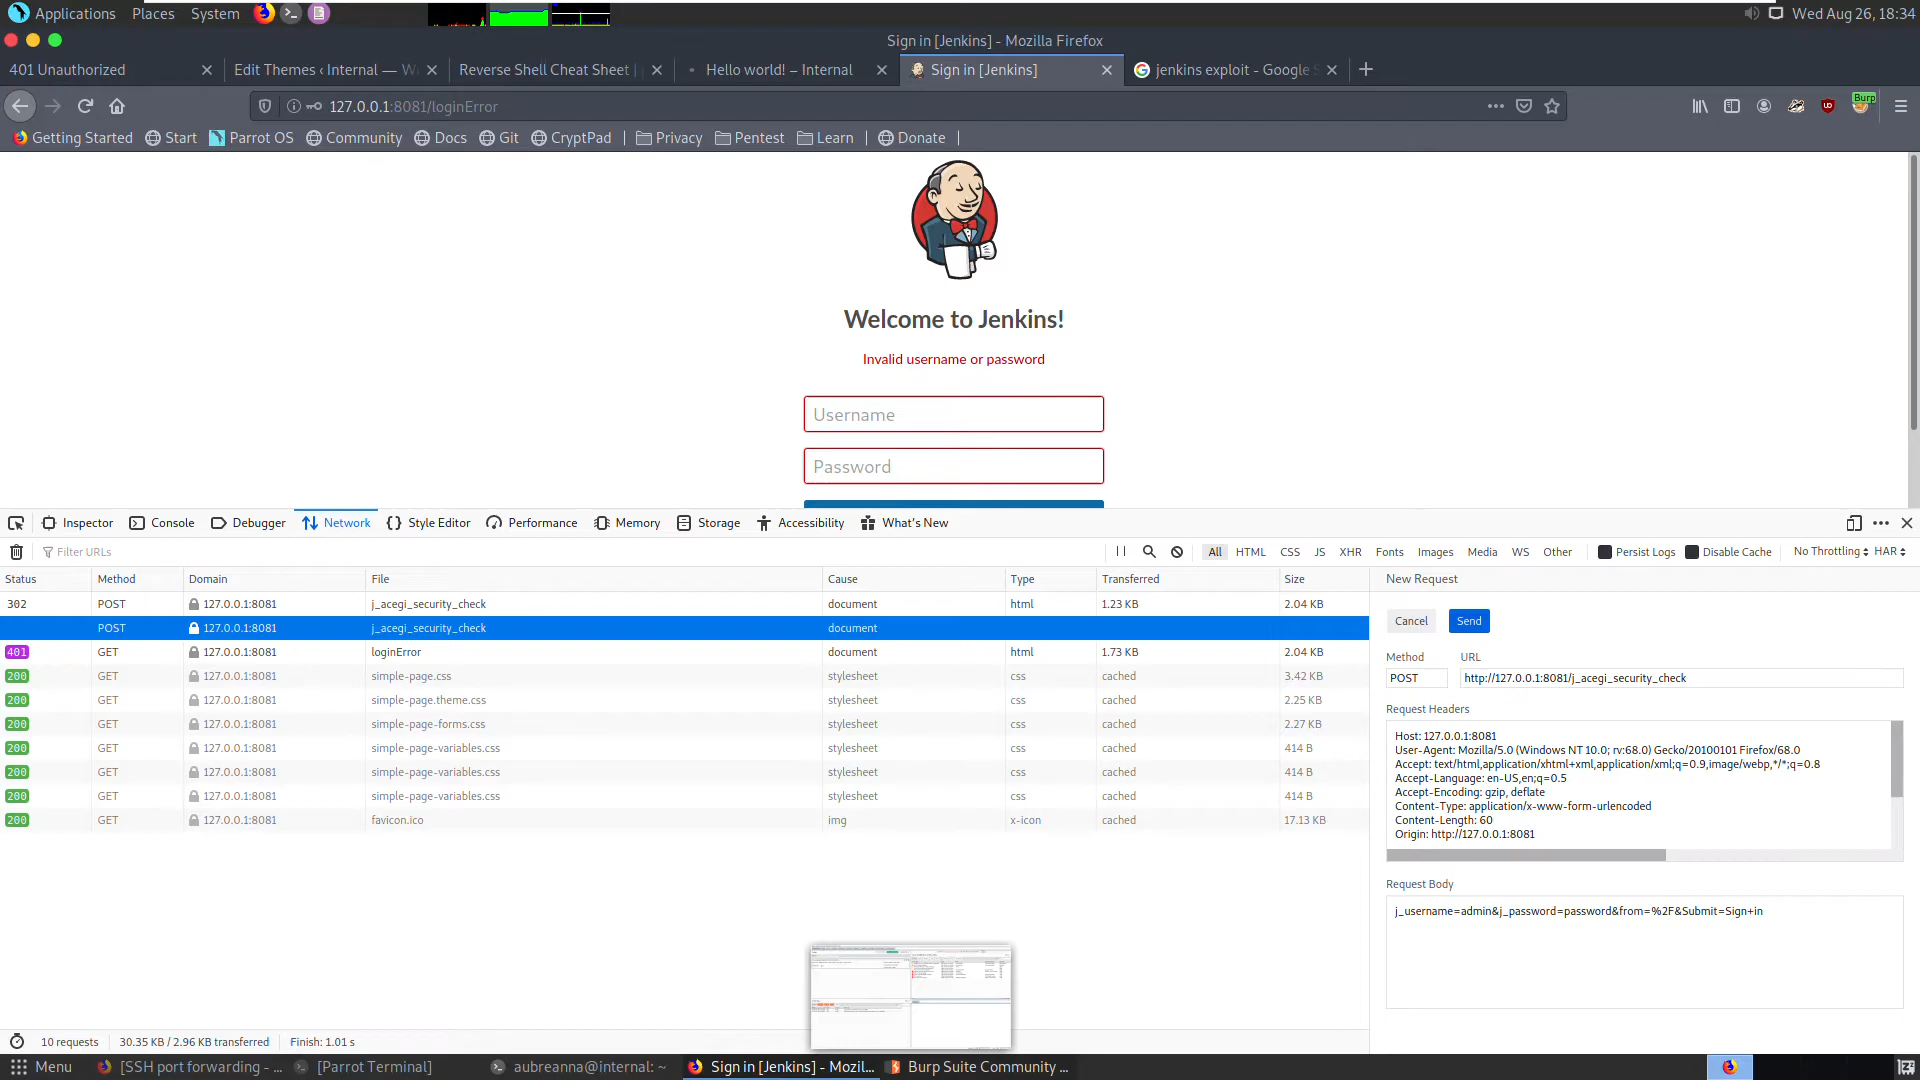 Applications Places System Wed Aug 26, 18:34
Sign in [Jenkins] - Mozilla Firefox
401 Unauthorized Edit Themes ‹ Internal — W Reverse Shell Cheat Sheet | Hello world! – Internal Sign in [Jenkins] jenkins exploit - Google S
127.0.0.1:8081/loginError Burp
Getting Started Start Parrot OS Community Docs Git CryptPad Privacy Pentest Learn Donate
Welcome to Jenkins!
Invalid username or password
Username
Password
Inspector Console Debugger Network Style Editor Performance Memory Storage Accessibility What's New
Filter URLs All HTML CSS JS XHR Fonts Images Media WS Other Persist Logs Disable Cache No Throttling HAR
Status Method Domain File Cause Type Transferred Size
302 POST 127.0.0.1:8081 j_acegi_security_check document html 1.23 KB 2.04 KB
POST 127.0.0.1:8081 j_acegi_security_check document
401 GET 127.0.0.1:8081 loginError document html 1.73 KB 2.04 KB
200 GET 127.0.0.1:8081 simple-page.css stylesheet css cached 3.42 KB
200 GET 127.0.0.1:8081 simple-page.theme.css stylesheet css cached 2.25 KB
200 GET 127.0.0.1:8081 simple-page-forms.css stylesheet css cached 2.27 KB
200 GET 127.0.0.1:8081 simple-page-variables.css stylesheet css cached 414 B
200 GET 127.0.0.1:8081 simple-page-variables.css stylesheet css cached 414 B
200 GET 127.0.0.1:8081 simple-page-variables.css stylesheet css cached 414 B
200 GET 127.0.0.1:8081 favicon.ico img x-icon cached 17.13 KB
New Request
Cancel Send
Method URL
POST http://127.0.0.1:8081/j_acegi_security_check
Request Headers
Host: 127.0.0.1:8081
User-Agent: Mozilla/5.0 (Windows NT 10.0; rv:68.0) Gecko/20100101 Firefox/68.0
Accept: text/html,application/xhtml+xml,application/xml;q=0.9,image/webp,*/*;q=0.8
Accept-Language: en-US,en;q=0.5
Accept-Encoding: gzip, deflate
Content-Type: application/x-www-form-urlencoded
Content-Length: 60
Origin: http://127.0.0.1:8081
Request Body
j_username=admin&j_password=password&from=%2F&Submit=Sign+in
10 requests 30.35 KB / 2.96 KB transferred Finish: 1.01 s
Menu [SSH port forwarding - ... [Parrot Terminal] aubreanna@internal: ~ Sign in [Jenkins] - Mozil... Burp Suite Community ...